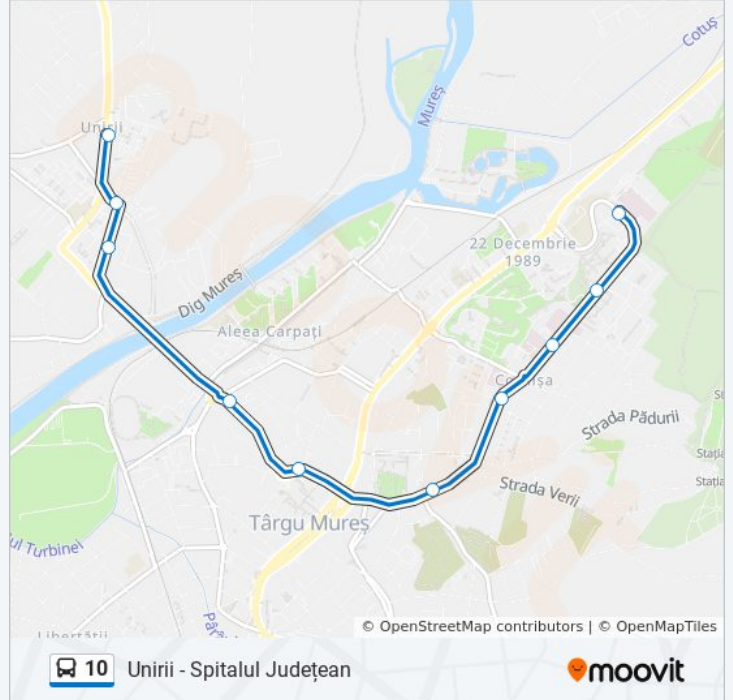 Cotuș
Mureș
Unirii
22 Decembrie
1989
Dig Mureș
Aleea Carpați
Strada Pădurii
Stația
Strada Verii
Târgu Mureș
ul Turbinei
© OpenStreetMap contributors | © OpenMapTiles
10 Unirii - Spitalul Județean
moovit